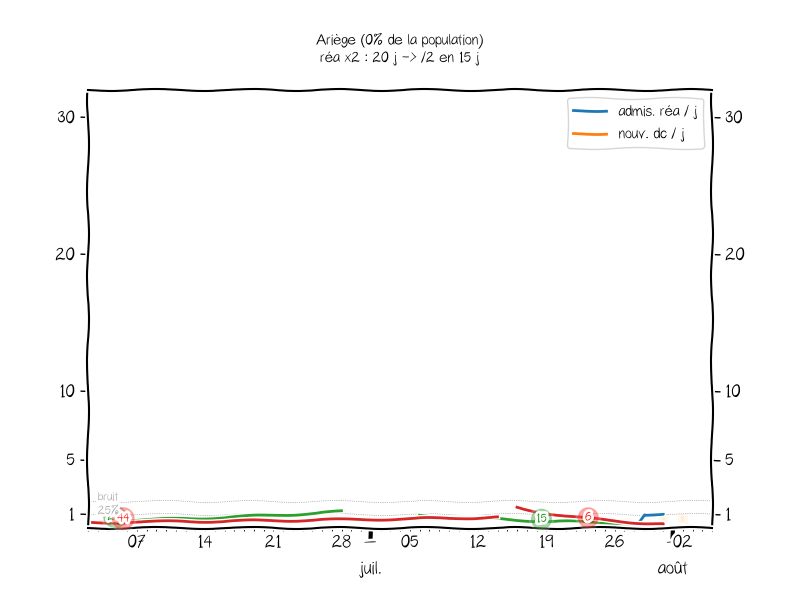 Ariège (0% de la population)
réa x2 : 20 j -> /2 en 15 j
admis. réa / j
nouv. dc / j
30 30
20 20
10 10
5 5
bruit
25%
1 1
44 15 6
07 14 21 28 05 12 19 26 02
juil. août